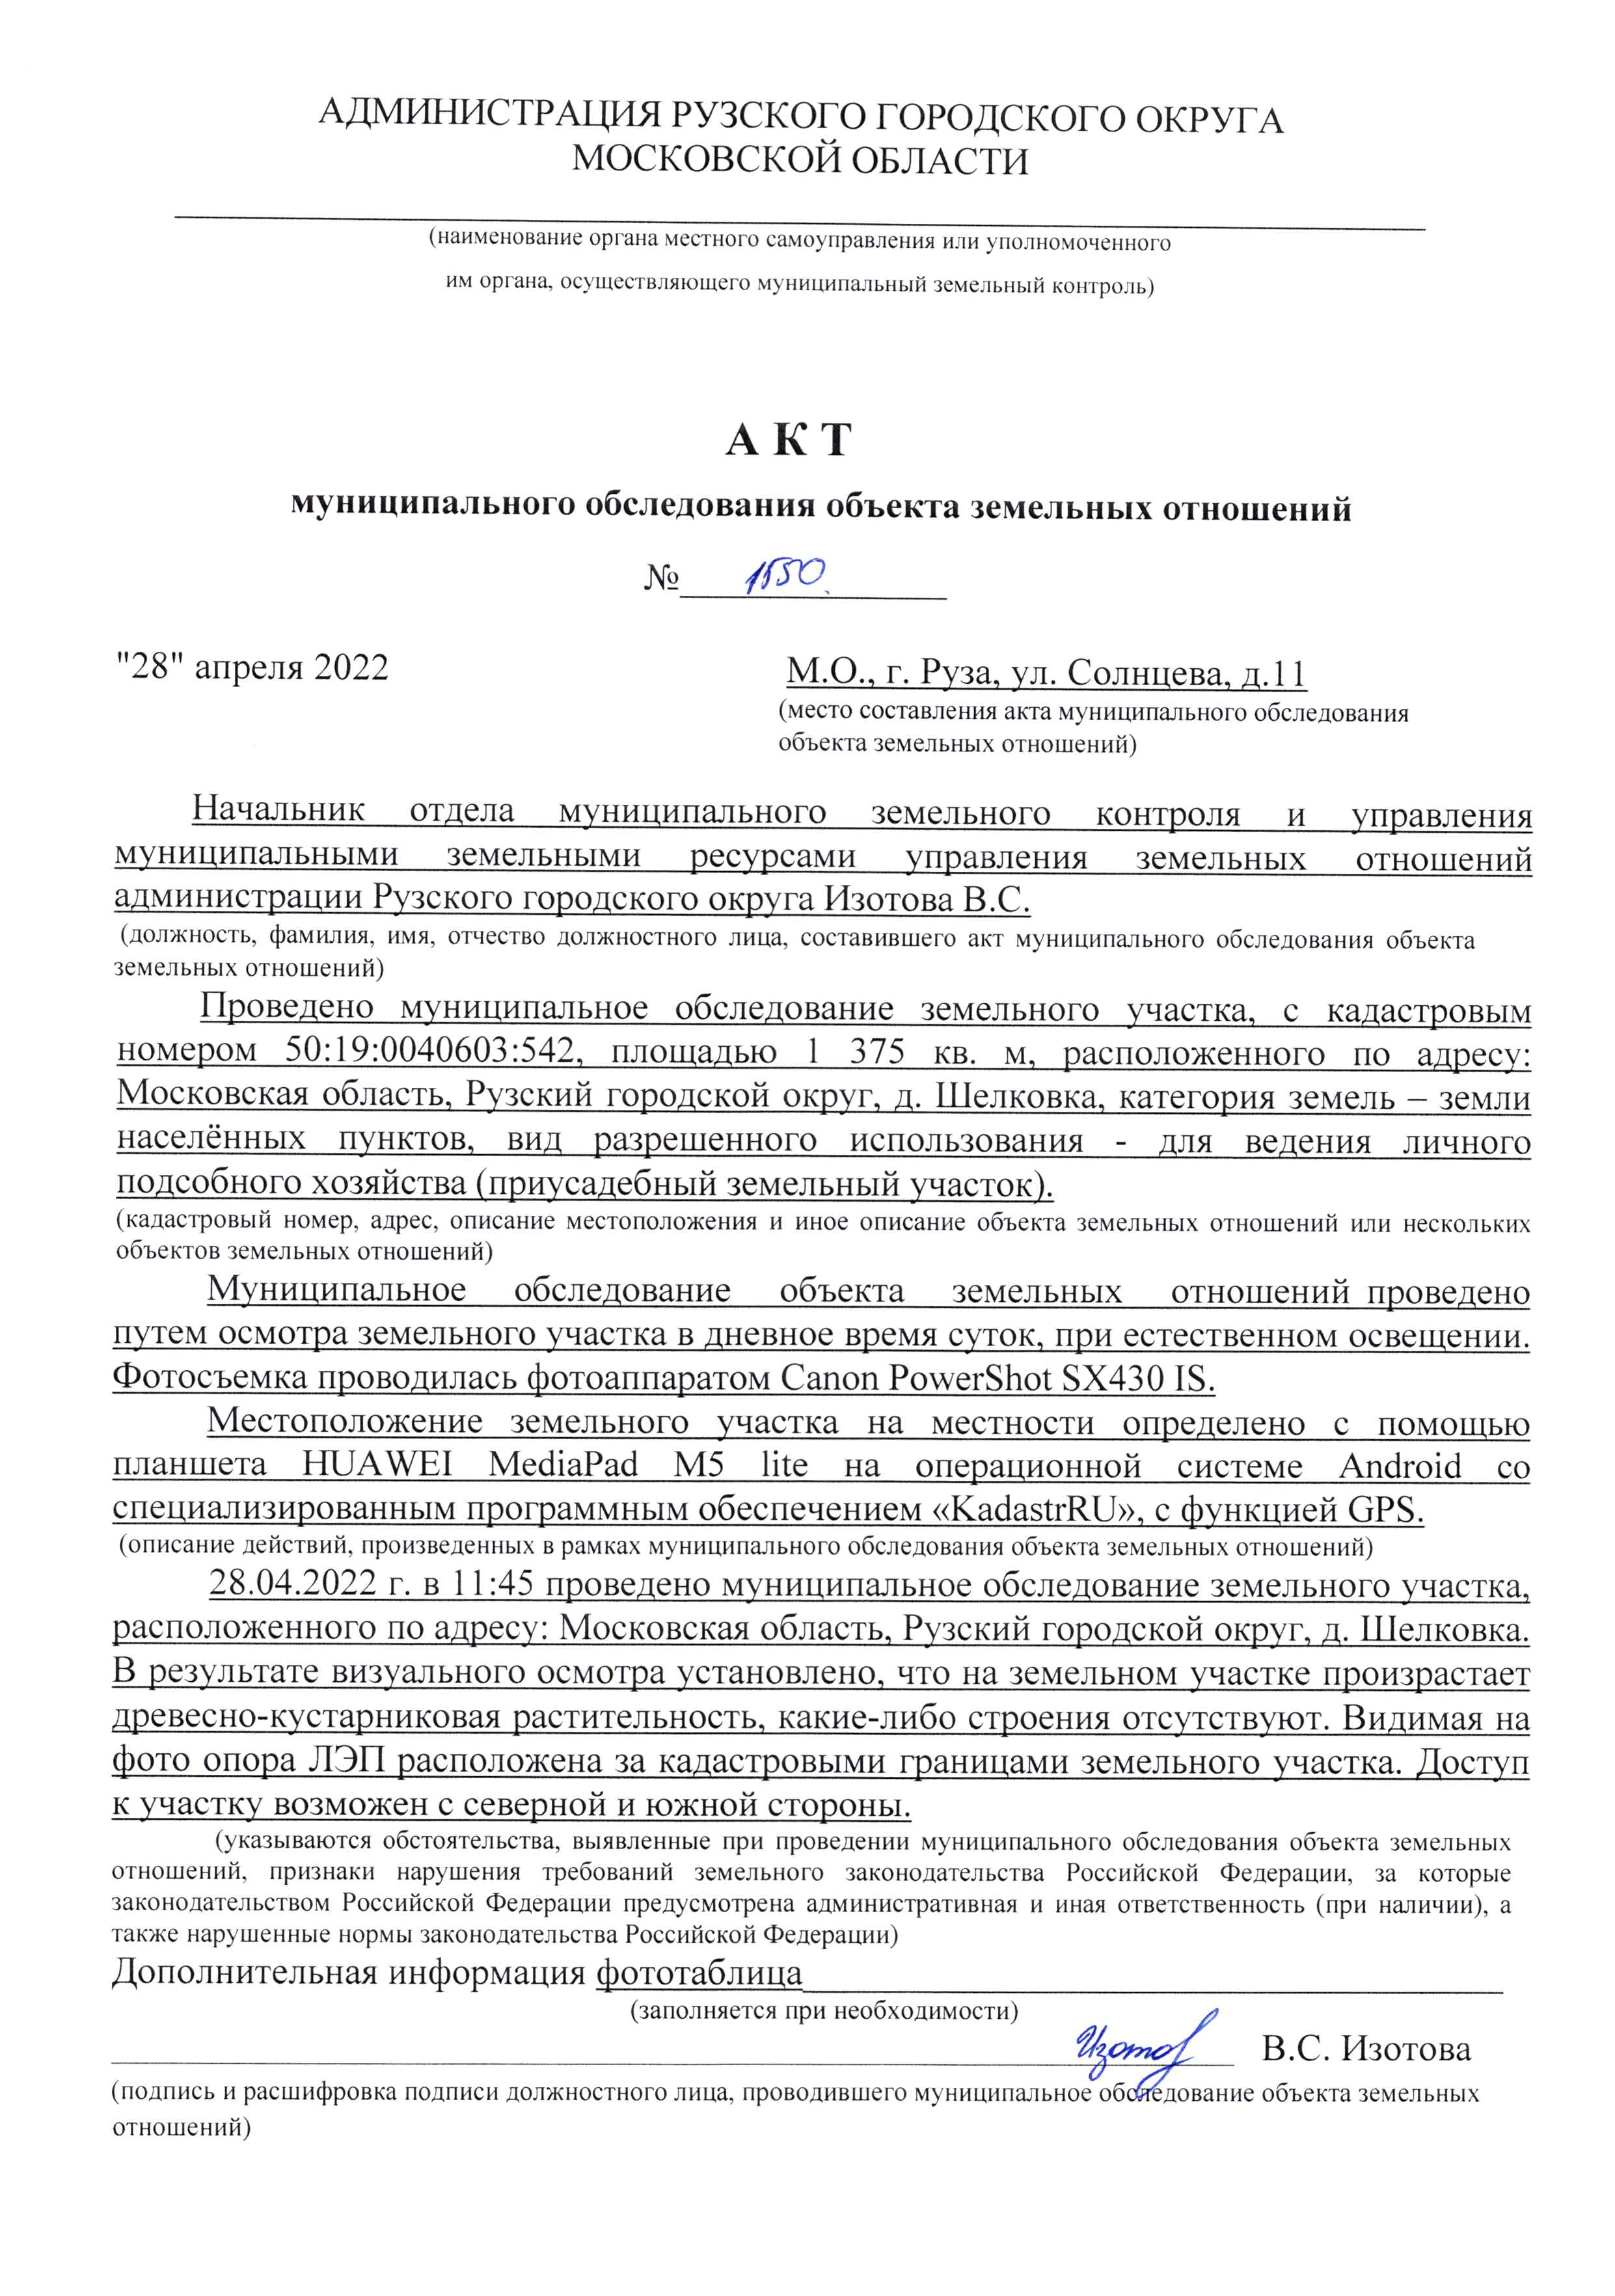 АДМИНИСТРАЦИЯ РУЗСКОГО ГОРОДСКОГО ОКРУГА
МОСКОВСКОЙ ОБЛАСТИ
(наименование органа местного самоуправления или уполномоченного
им органа, осуществляющего муниципальный земельный контроль)
А К Т
муниципального обследования объекта земельных отношений
№ 1550.
"28" апреля 2022
М.О., г. Руза, ул. Солнцева, д.11
(место составления акта муниципального обследования
объекта земельных отношений)
Начальник отдела муниципального земельного контроля и управления
муниципальными земельными ресурсами управления земельных отношений
администрации Рузского городского округа Изотова В.С.
(должность, фамилия, имя, отчество должностного лица, составившего акт муниципального обследования объекта
земельных отношений)
Проведено муниципальное обследование земельного участка, с кадастровым
номером 50:19:0040603:542, площадью 1 375 кв. м, расположенного по адресу:
Московская область, Рузский городской округ, д. Шелковка, категория земель – земли
населённых пунктов, вид разрешенного использования - для ведения личного
подсобного хозяйства (приусадебный земельный участок).
(кадастровый номер, адрес, описание местоположения и иное описание объекта земельных отношений или нескольких
объектов земельных отношений)
Муниципальное обследование объекта земельных отношений проведено
путем осмотра земельного участка в дневное время суток, при естественном освещении.
Фотосъемка проводилась фотоаппаратом Canon PowerShot SX430 IS.
Местоположение земельного участка на местности определено с помощью
планшета HUAWEI MediaPad M5 lite на операционной системе Android со
специализированным программным обеспечением «KadastrRU», с функцией GPS.
(описание действий, произведенных в рамках муниципального обследования объекта земельных отношений)
28.04.2022 г. в 11:45 проведено муниципальное обследование земельного участка,
расположенного по адресу: Московская область, Рузский городской округ, д. Шелковка.
В результате визуального осмотра установлено, что на земельном участке произрастает
древесно-кустарниковая растительность, какие-либо строения отсутствуют. Видимая на
фото опора ЛЭП расположена за кадастровыми границами земельного участка. Доступ
к участку возможен с северной и южной стороны.
(указываются обстоятельства, выявленные при проведении муниципального обследования объекта земельных
отношений, признаки нарушения требований земельного законодательства Российской Федерации, за которые
законодательством Российской Федерации предусмотрена административная и иная ответственность (при наличии), а
также нарушенные нормы законодательства Российской Федерации)
Дополнительная информация фототаблица
(заполняется при необходимости)
Изотов В.С. Изотова
(подпись и расшифровка подписи должностного лица, проводившего муниципальное обследование объекта земельных
отношений)